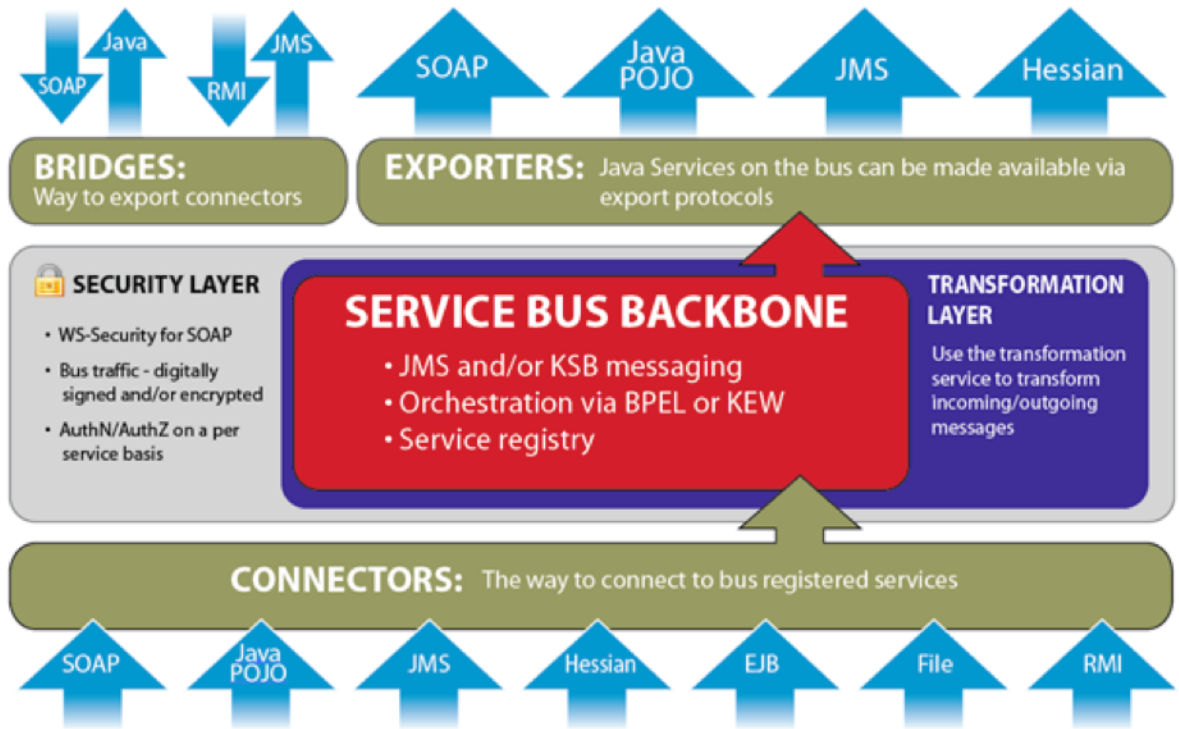 SOAP
Java
RMI
JMS
SOAP
Java
POJO
JMS
Hessian
BRIDGES:
Way to export connectors
EXPORTERS: Java Services on the bus can be made available via
export protocols
SECURITY LAYER
• WS-Security for SOAP
• Bus traffic - digitally
signed and/or encrypted
• AuthN/AuthZ on a per
service basis
SERVICE BUS BACKBONE
• JMS and/or KSB messaging
• Orchestration via BPEL or KEW
• Service registry
TRANSFORMATION
LAYER
Use the transformation
service to transform
incoming/outgoing
messages
CONNECTORS: The way to connect to bus registered services
SOAP
Java
POJO
JMS
Hessian
EJB
File
RMI